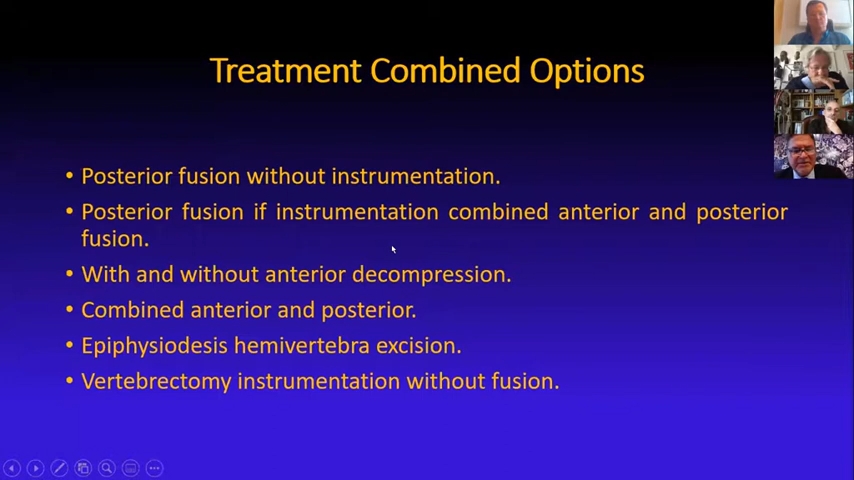 Treatment Combined Options
• Posterior fusion without instrumentation.
• Posterior fusion if instrumentation combined anterior and posterior
fusion.
• With and without anterior decompression.
• Combined anterior and posterior.
• Epiphysiodesis hemivertebra excision.
• Vertebrectomy instrumentation without fusion.